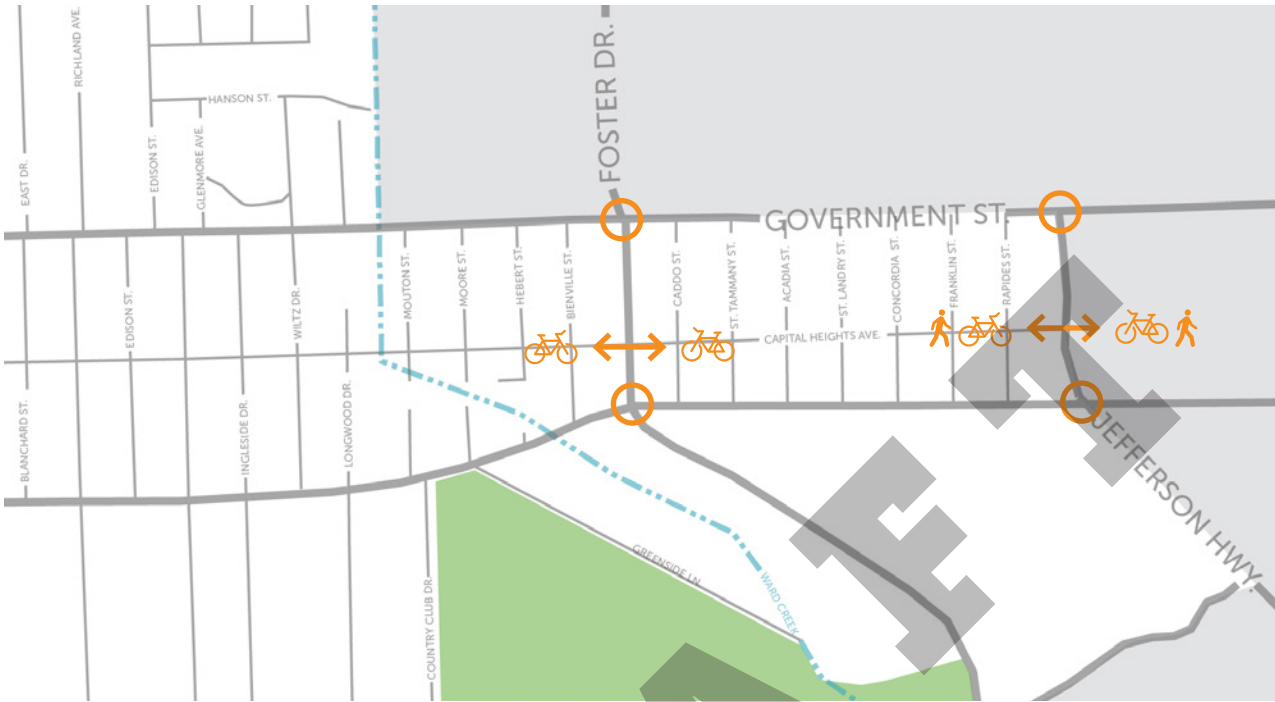 RICHLAND AVE.
FOSTER DR.
HANSON ST.
EAST DR.
EDISON ST.
GLENMORE AVE.
GOVERNMENT ST.
MOUTON ST.
MOORE ST.
HEBERT ST.
BIENVILLE ST.
CADDO ST.
ST. TAMMANY ST.
ACADIA ST.
ST. LANDRY ST.
CONCORDIA ST.
FRANKLIN ST.
RAPIDES ST.
EDISON ST.
WILTZ DR.
CAPITAL HEIGHTS AVE.
BLANCHARD ST.
INGLESIDE DR.
LONGWOOD DR.
JEFFERSON HWY.
COUNTRY CLUB DR.
GREENSIDE LN.
WARD CREEK